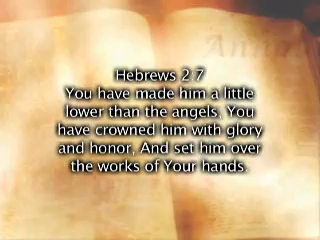 Hebrews 2:7
You have made him a little
lower than the angels, You
have crowned him with glory
and honor, And set him over
the works of Your hands.